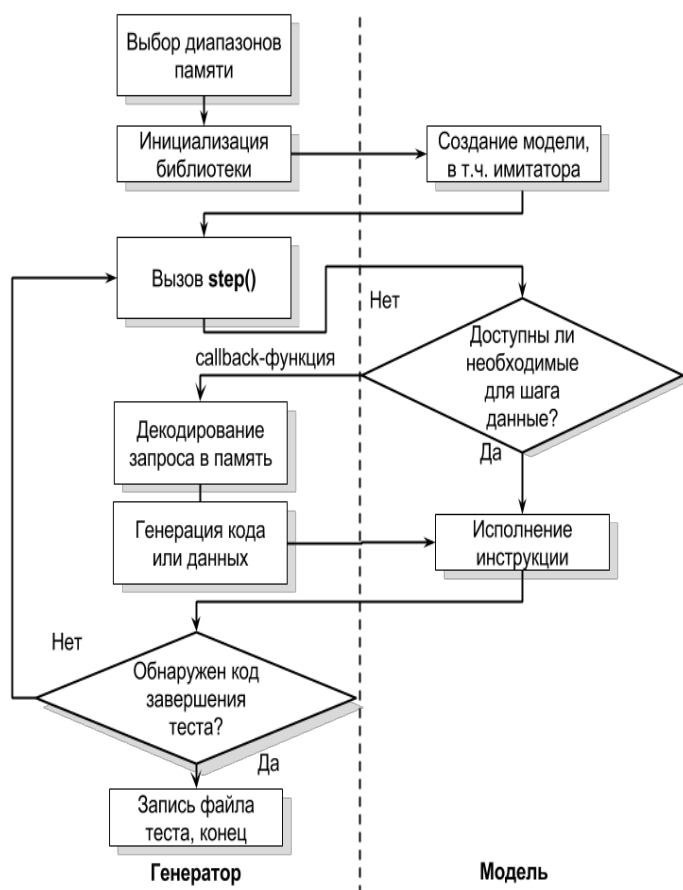 Выбор диапазонов
памяти
Инициализация
библиотеки
Создание модели,
в т.ч. имитатора
Вызов step()
Нет
Доступны ли
необходимые
для шага
данные?
callback-функция
Декодирование
запроса в память
Да
Генерация кода
или данных
Исполнение
инструкции
Нет
Обнаружен код
завершения
теста?
Да
Запись файла
теста, конец
Генератор
Модель